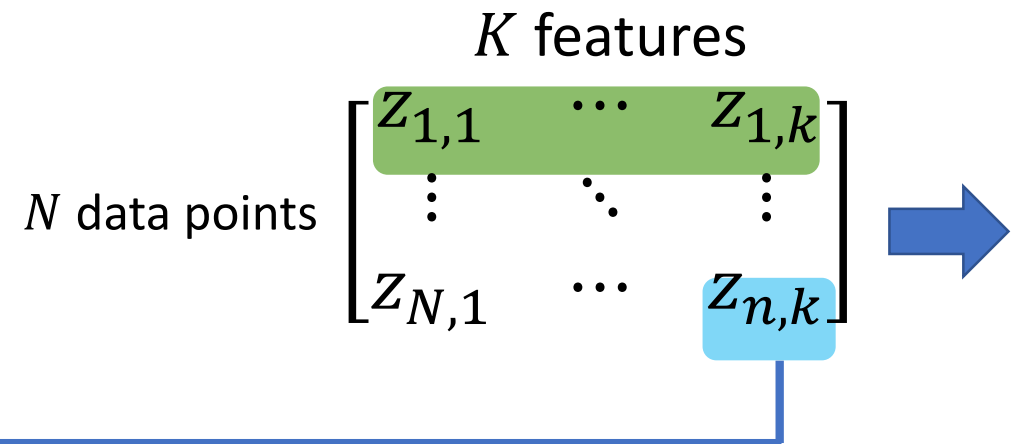 K features
z1,1 ⋯ z1,k
N data points ⋮ ⋱ ⋮
zN,1 ⋯ zn,k